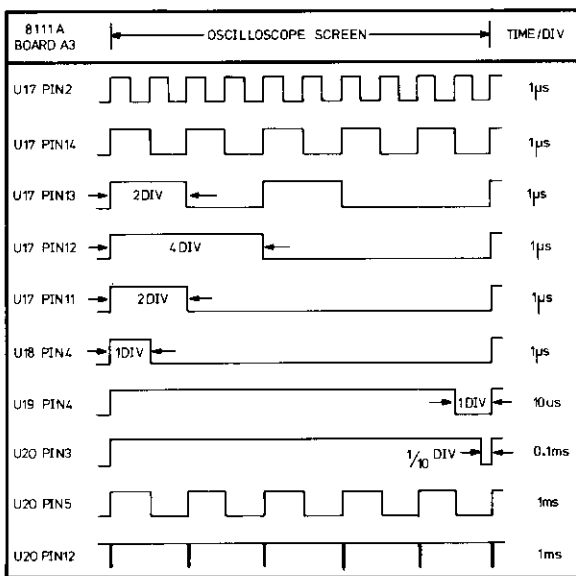 8111A BOARD A3 OSCILLOSCOPE SCREEN TIME/DIV
U17 PIN2 1µs
U17 PIN14 1µs
U17 PIN13 2DIV 1µs
U17 PIN12 4DIV 1µs
U17 PIN11 2DIV 1µs
U18 PIN4 1DIV 1µs
U19 PIN4 1DIV 10us
U20 PIN3 1/10 DIV 0.1ms
U20 PIN5 1ms
U20 PIN12 1ms